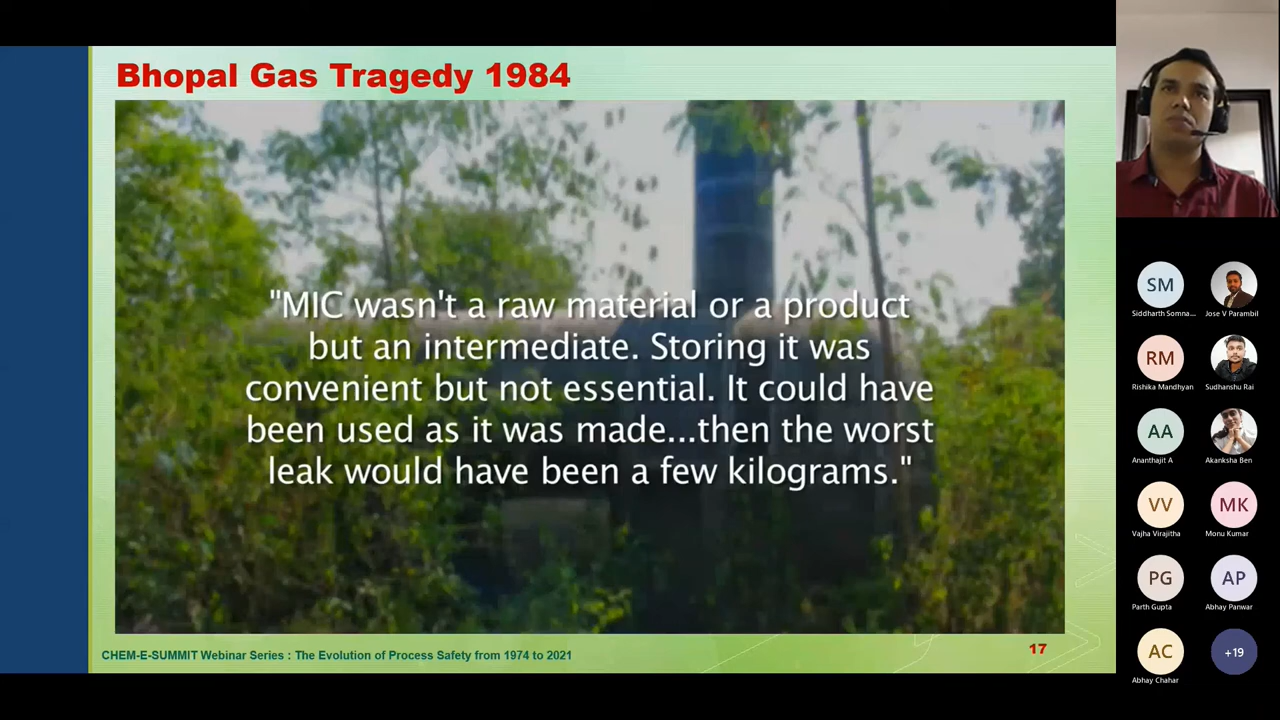 Bhopal Gas Tragedy 1984
"MIC wasn't a raw material or a product
but an intermediate. Storing it was
convenient but not essential. It could have
been used as it was made...then the worst
leak would have been a few kilograms."
CHEM-E-SUMMIT Webinar Series : The Evolution of Process Safety from 1974 to 2021
17
SM
Siddharth Somna...
Jose V Parambil
RM
Rishika Mandhyan
Sudhanshu Rai
AA
Ananthajit A
Akanksha Ben
VV
Vajha Virajitha
MK
Monu Kumar
PG
Parth Gupta
AP
Abhay Panwar
AC
Abhay Chahar
+19